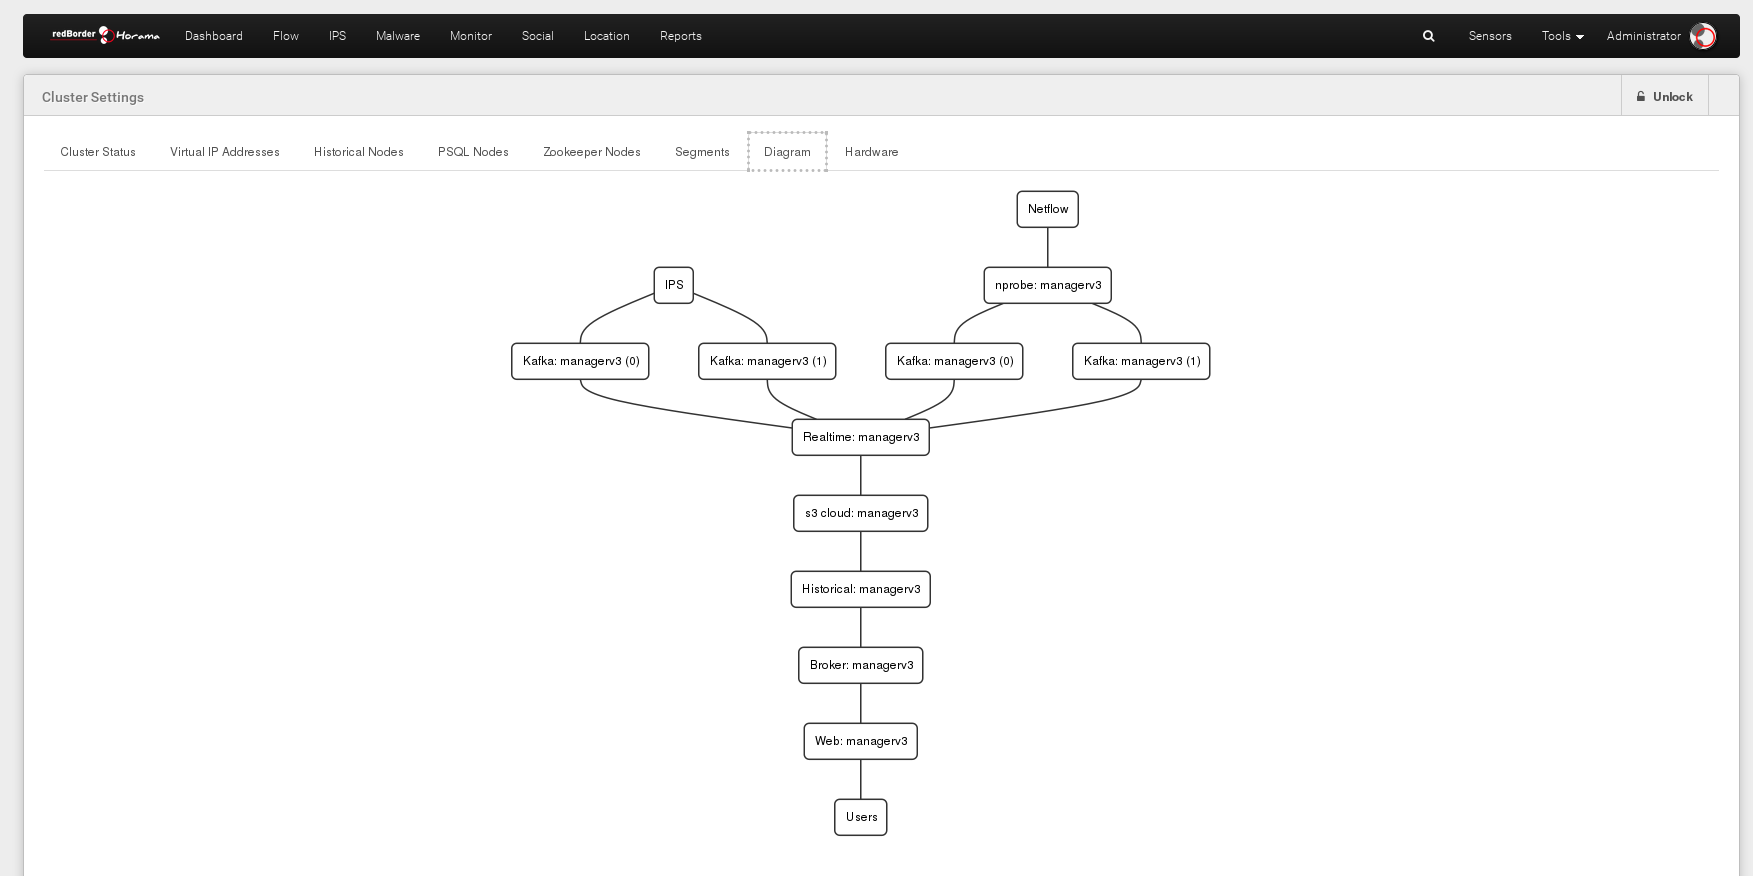 redBorder Horama Dashboard Flow IPS Malware Monitor Social Location Reports Sensors Tools Administrator
Cluster Settings Unlock
Cluster Status Virtual IP Addresses Historical Nodes PSQL Nodes Zookeeper Nodes Segments Diagram Hardware
Netflow
IPS nprobe: managerv3
Kafka: managerv3 (0) Kafka: managerv3 (1) Kafka: managerv3 (0) Kafka: managerv3 (1)
Realtime: managerv3
s3 cloud: managerv3
Historical: managerv3
Broker: managerv3
Web: managerv3
Users